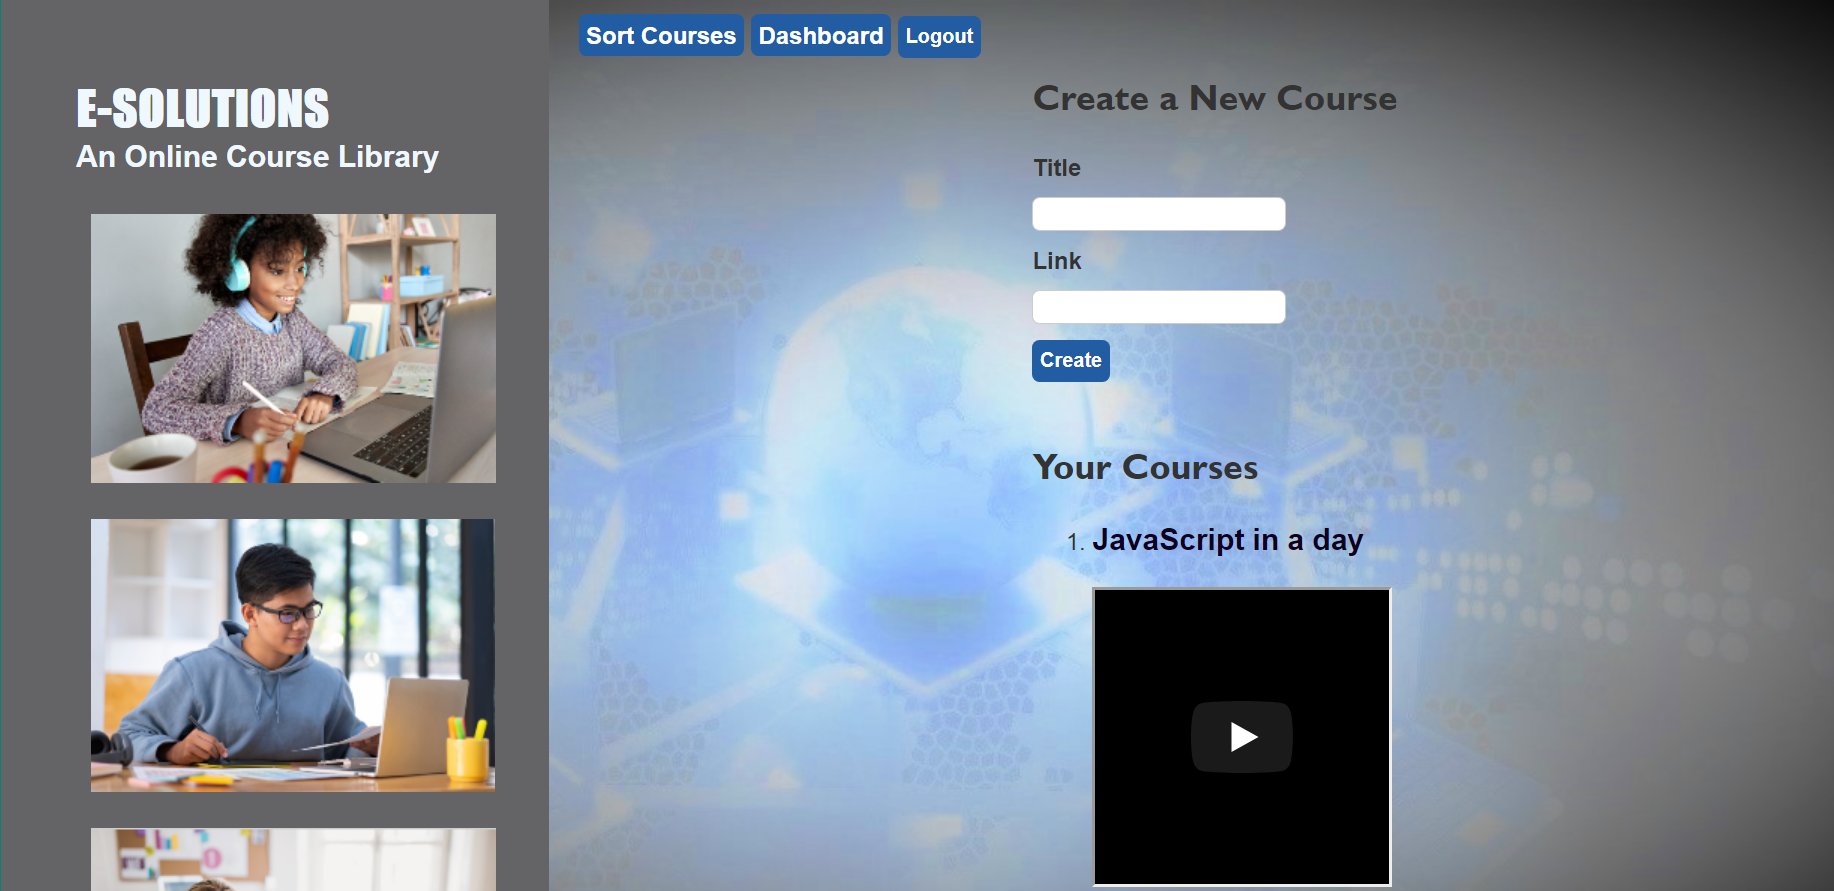 Sort Courses Dashboard Logout
E-SOLUTIONS
An Online Course Library
Create a New Course
Title
Link
Create
Your Courses
1. JavaScript in a day